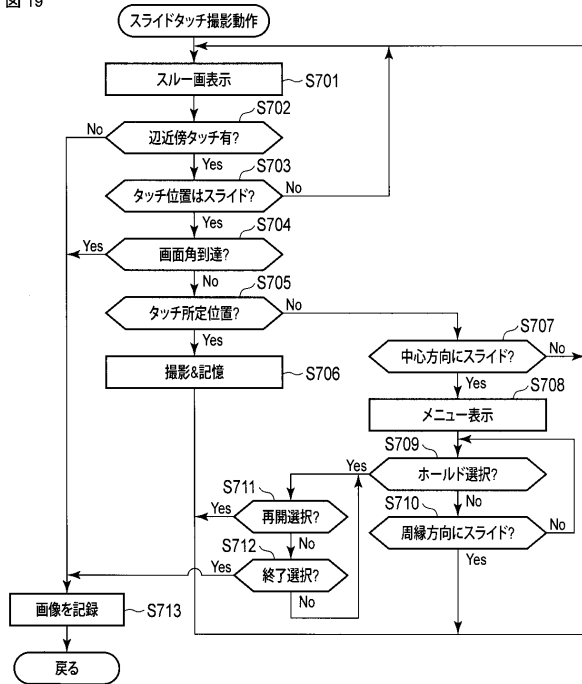 図 19
スライドタッチ撮影動作
スルー画表示
S701
S702
辺近傍タッチ有?
No
Yes
S703
タッチ位置はスライド?
No
Yes
S704
画面角到達?
Yes
No
S705
タッチ所定位置?
No
Yes
S706
撮影&記憶
S707
中心方向にスライド?
No
Yes
S708
メニュー表示
S709
ホールド選択?
Yes
No
S710
周縁方向にスライド?
No
Yes
S711
再開選択?
Yes
No
S712
終了選択?
Yes
No
画像を記録
S713
戻る